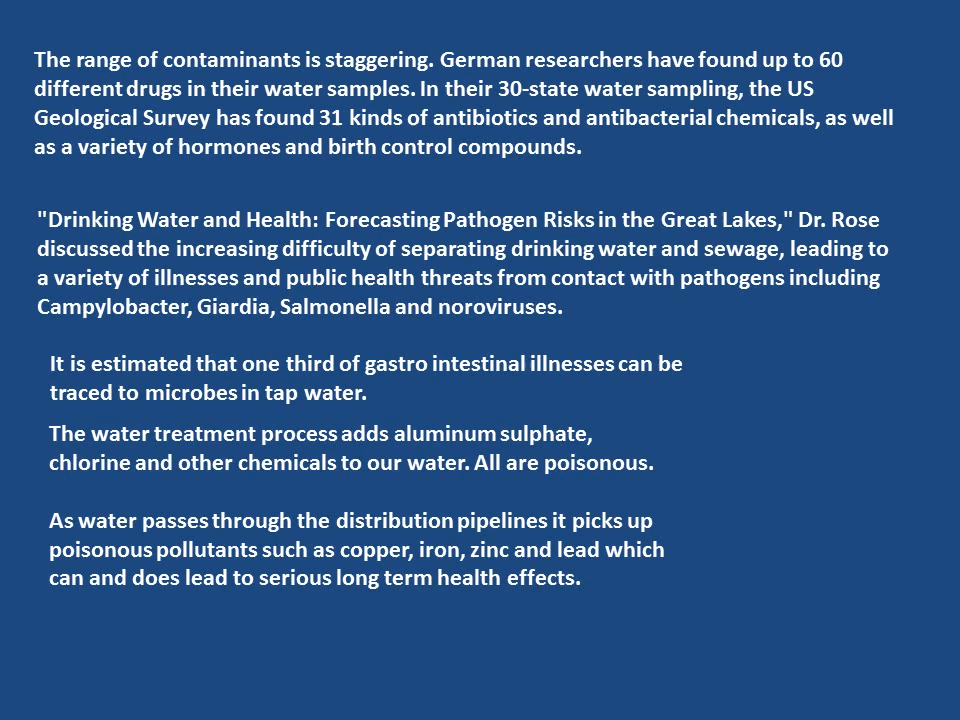 The range of contaminants is staggering. German researchers have found up to 60
different drugs in their water samples. In their 30-state water sampling, the US
Geological Survey has found 31 kinds of antibiotics and antibacterial chemicals, as well
as a variety of hormones and birth control compounds.
"Drinking Water and Health: Forecasting Pathogen Risks in the Great Lakes," Dr. Rose
discussed the increasing difficulty of separating drinking water and sewage, leading to
a variety of illnesses and public health threats from contact with pathogens including
Campylobacter, Giardia, Salmonella and noroviruses.
It is estimated that one third of gastro intestinal illnesses can be
traced to microbes in tap water.
The water treatment process adds aluminum sulphate,
chlorine and other chemicals to our water. All are poisonous.
As water passes through the distribution pipelines it picks up
poisonous pollutants such as copper, iron, zinc and lead which
can and does lead to serious long term health effects.